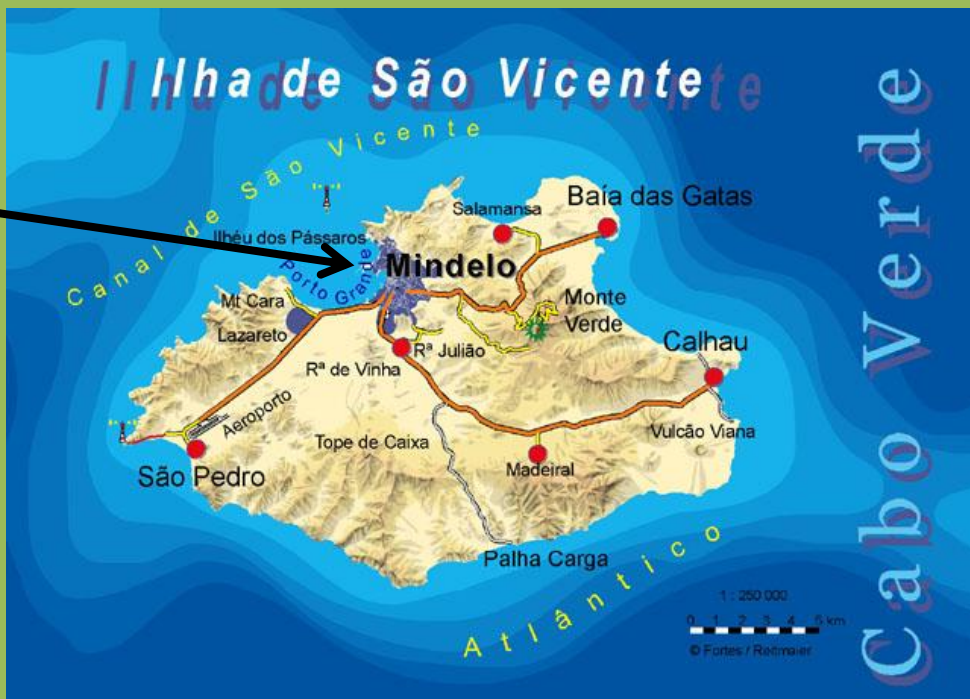 Ilha de São Vicente
Canal de São Vicente
Baía das Gatas
Salamansa
Ilhéu dos Pássaros
Porto Grande
Mindelo
Mt Cara
Monte
Verde
Lazareto
Calhau
Rª Julião
Rª de Vinha
Aeroporto
Tope de Caixa
Vulcão Viana
São Pedro
Madeiral
Palha Carga
Atlântico
1 : 250 000
0 1 2 3 4 5 km
© Fortes / Reitmaier
Cabo Verde